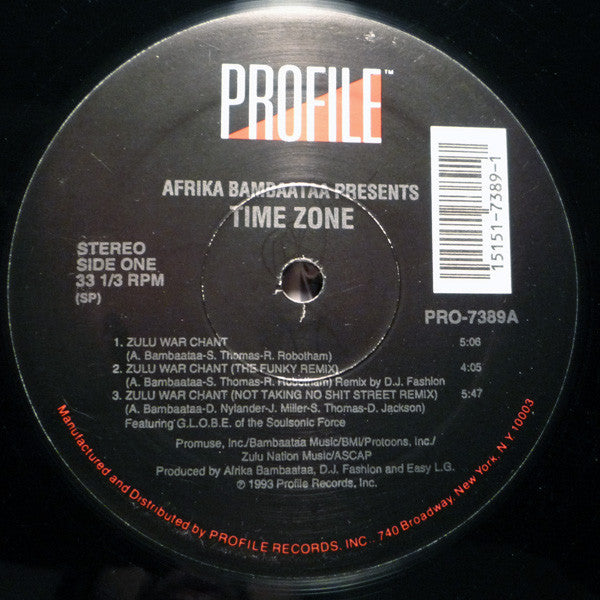 PROFILE™
AFRIKA BAMBAATAA PRESENTS
TIME ZONE
STEREO
SIDE ONE
33 1/3 RPM
(SP)
15151-7389-1
PRO-7389A
1. ZULU WAR CHANT 5:06
(A. Bambaataa-S. Thomas-R. Robotham)
2. ZULU WAR CHANT (THE FUNKY REMIX) 4:05
(A. Bambaataa-S. Thomas-R. Robotham) Remix by D.J. Fashion
3. ZULU WAR CHANT (NOT TAKING NO SHIT STREET REMIX) 5:47
(A. Bambaataa-D. Nylander-J. Miller-S. Thomas-D. Jackson)
Featuring G.L.O.B.E. of the Soulsonic Force
Promuse, Inc./Bambaataa Music/BMI/Protoons, Inc./
Zulu Nation Music/ASCAP
Produced by Afrika Bambaataa, D.J. Fashion and Easy L.G.
℗ 1993 Profile Records, Inc.
Manufactured and Distributed by PROFILE RECORDS, INC., 740 Broadway, New York, N Y 10003